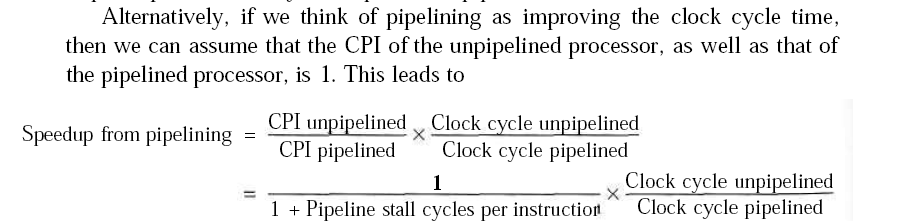 Alternatively, if we think of pipelining as improving the clock cycle time,
then we can assume that the CPI of the unpipelined processor, as well as that of
the pipelined processor, is 1. This leads to
Speedup from pipelining = CPI unpipelined / CPI pipelined × Clock cycle unpipelined / Clock cycle pipelined
= 1 / 1 + Pipeline stall cycles per instruction × Clock cycle unpipelined / Clock cycle pipelined